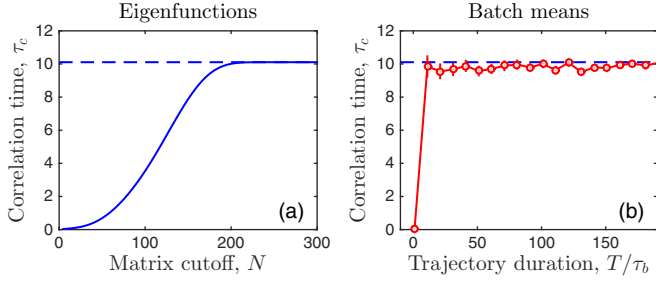 Eigenfunctions
12
10
8
6
4
2
0
0
100
200
300
Correlation time, τc
Matrix cutoff, N
(a)
Batch means
12
10
8
6
4
2
0
0
50
100
150
Correlation time, τc
Trajectory duration, T/τb
(b)